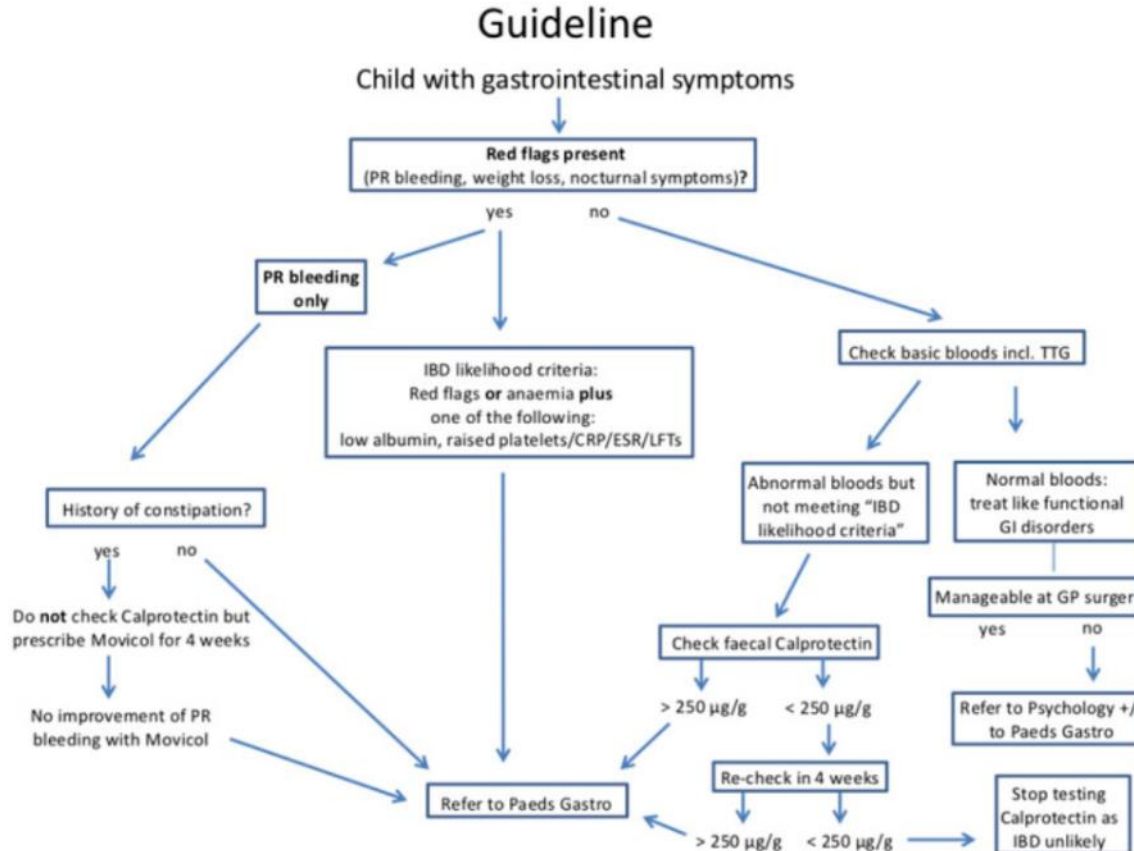 Guideline
Child with gastrointestinal symptoms
Red flags present
(PR bleeding, weight loss, nocturnal symptoms)?
yes
no
PR bleeding
only
IBD likelihood criteria:
Red flags or anaemia plus
one of the following:
low albumin, raised platelets/CRP/ESR/LFTs
Check basic bloods incl. TTG
History of constipation?
yes
no
Do not check Calprotectin but
prescribe Movicol for 4 weeks
No improvement of PR
bleeding with Movicol
Abnormal bloods but
not meeting “IBD
likelihood criteria”
Normal bloods:
treat like functional
GI disorders
Manageable at GP surger
yes
no
Check faecal Calprotectin
> 250 µg/g
< 250 µg/g
Refer to Psychology +/
to Paeds Gastro
Re-check in 4 weeks
Refer to Paeds Gastro
> 250 µg/g
< 250 µg/g
Stop testing
Calprotectin as
IBD unlikely